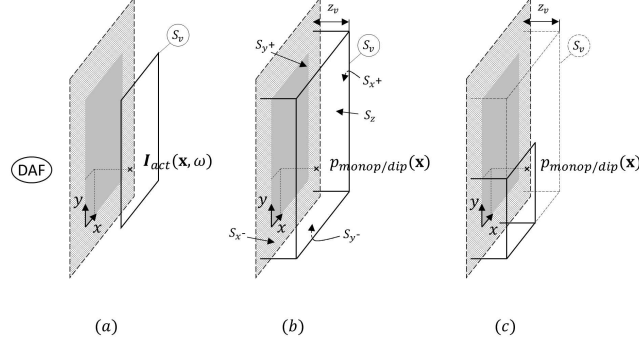 z_v
z_v
S_v
S_y+
S_v
S_v
S_x+
S_z
DAF
I_act(x, ω)
p_monop/dip(x)
p_monop/dip(x)
y
x
y
x
y
x
S_x-
S_y-
(a)
(b)
(c)